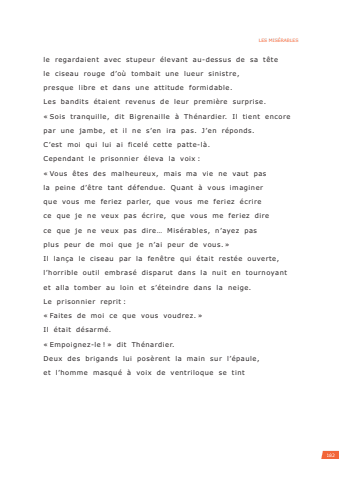 LES MISÉRABLES
le regardaient avec stupeur élevant au-dessus de sa tête
le ciseau rouge d'où tombait une lueur sinistre,
presque libre et dans une attitude formidable.
Les bandits étaient revenus de leur première surprise.
« Sois tranquille, dit Bigrenaille à Thénardier. Il tient encore
par une jambe, et il ne s'en ira pas. J'en réponds.
C'est moi qui lui ai ficelé cette patte-là.
Cependant le prisonnier éleva la voix :
« Vous êtes des malheureux, mais ma vie ne vaut pas
la peine d'être tant défendue. Quant à vous imaginer
que vous me feriez parler, que vous me feriez écrire
ce que je ne veux pas écrire, que vous me feriez dire
ce que je ne veux pas dire… Misérables, n'ayez pas
plus peur de moi que je n'ai peur de vous. »
Il lança le ciseau par la fenêtre qui était restée ouverte,
l'horrible outil embrasé disparut dans la nuit en tournoyant
et alla tomber au loin et s'éteindre dans la neige.
Le prisonnier reprit :
« Faites de moi ce que vous voudrez. »
Il était désarmé.
« Empoignez-le ! » dit Thénardier.
Deux des brigands lui posèrent la main sur l'épaule,
et l'homme masqué à voix de ventriloque se tint